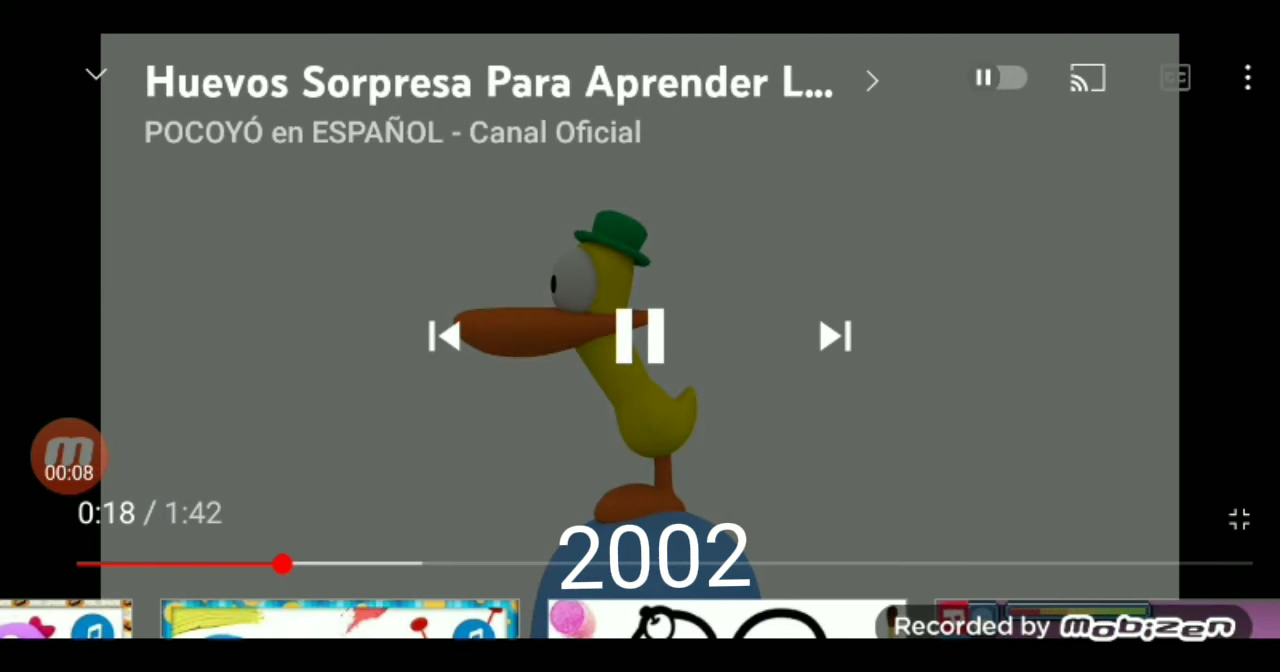 Huevos Sorpresa Para Aprender L...
POCOYÓ en ESPAÑOL - Canal Oficial
CC
00:08
0:18 / 1:42
2002
Recorded by mobizen